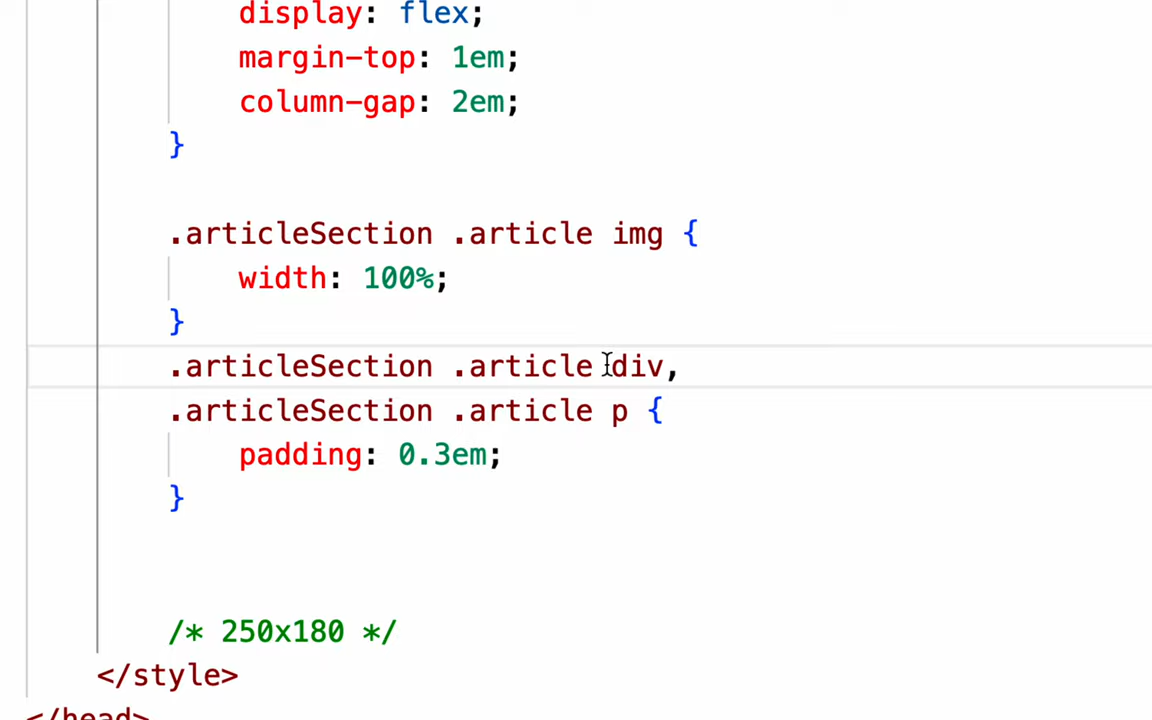 display: flex;
margin-top: 1em;
column-gap: 2em;
}
.articleSection .article img {
width: 100%;
}
.articleSection .article div,
.articleSection .article p {
padding: 0.3em;
}
/* 250x180 */
</style>
</head>